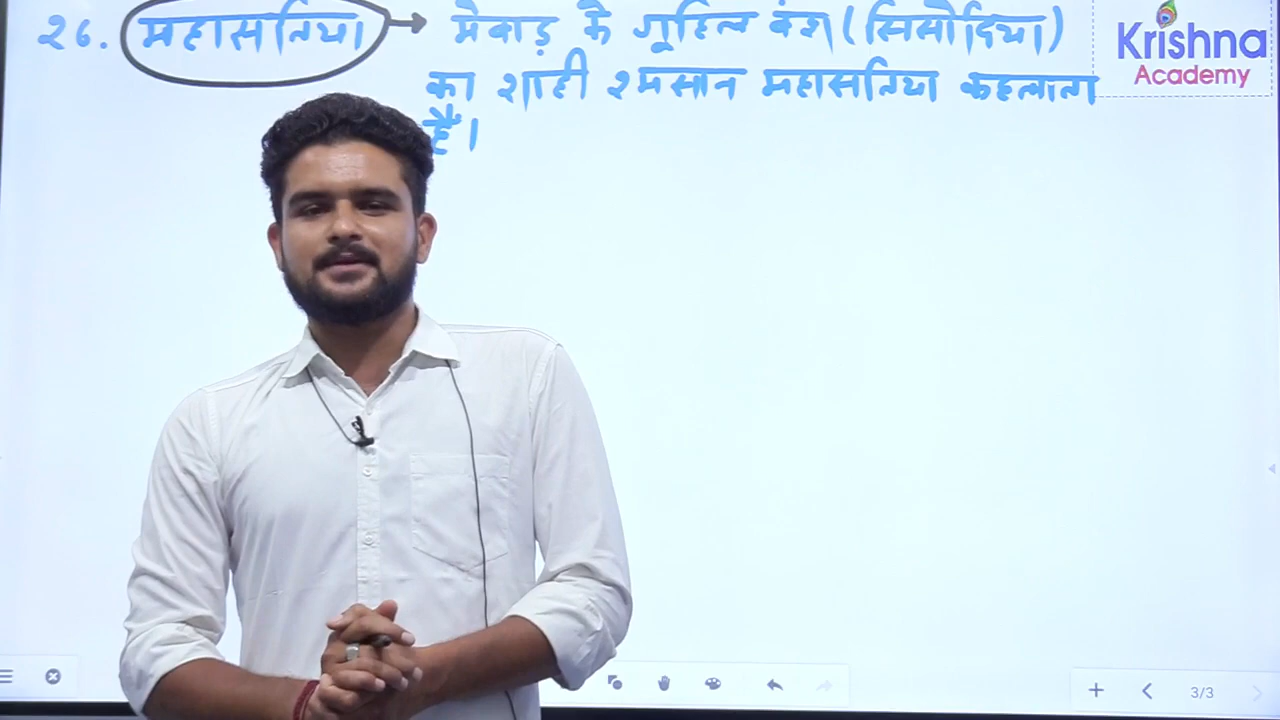 26. महासतिया → मेवाड़ के गूहिल वंश (सिसोदिया)
का शाही श्मसान महासतिया कहलाता
है।
Krishna
Academy
3/3